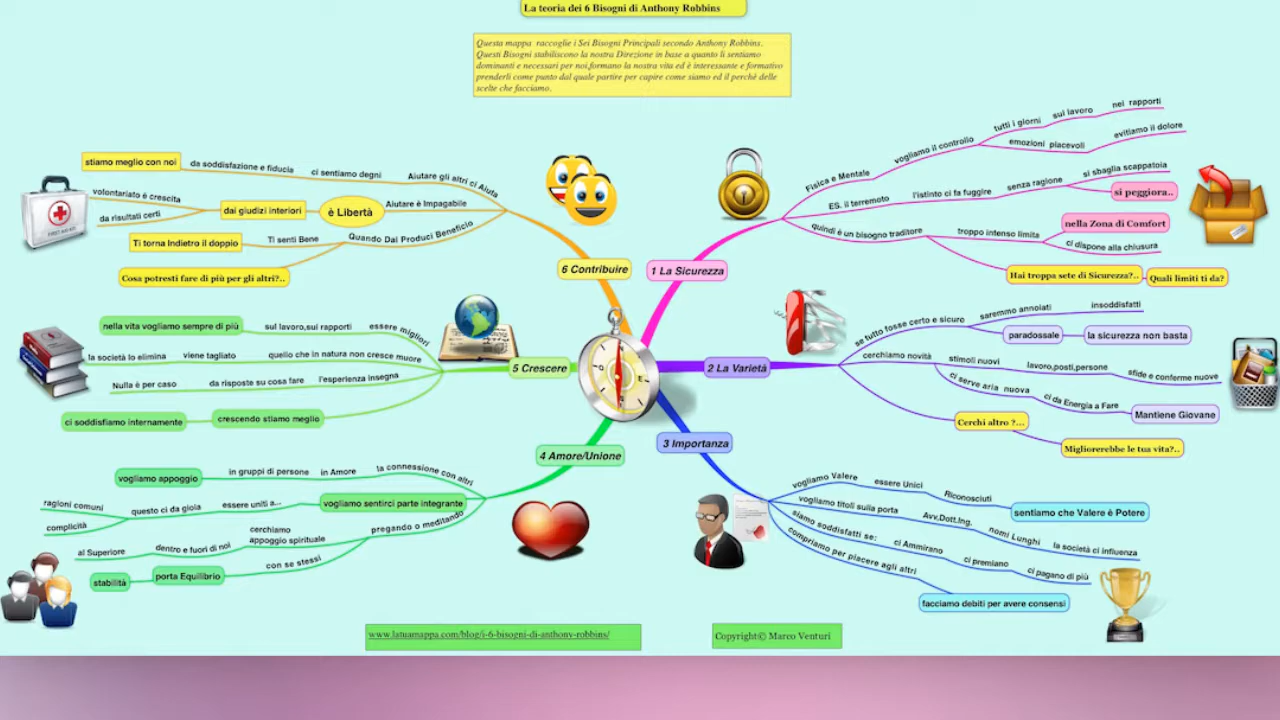 La teoria dei 6 Bisogni di Anthony Robbins
Questa mappa raccoglie i Sei Bisogni Principali secondo Anthony Robbins.
Questi Bisogni stabiliscono la nostra Direzione in base a quanto li sentiamo
dominanti e necessari per noi,formano la nostra vita ed è interessante e formativo
prenderli come punto dal quale partire per capire come siamo ed il perchè delle
scelte che facciamo.
1 La Sicurezza
Fisica e Mentale
vogliamo il controllo
tutti i giorni
sul lavoro
nei rapporti
emozioni piacevoli
evitiamo il dolore
ES. il terremoto
l'istinto ci fa fuggire
senza ragione
si sbaglia scappatoia
si peggiora..
quindi è un bisogno traditore
troppo intenso limita
nella Zona di Comfort
ci dispone alla chiusura
Hai troppa sete di Sicurezza?..
Quali limiti ti da?
2 La Varietà
se tutto fosse certo e sicuro
saremmo annoiati
insoddisfatti
paradossale
la sicurezza non basta
cerchiamo novità
stimoli nuovi
lavoro,posti,persone
sfide e conferme nuove
ci serve aria nuova
ci da Energia a Fare
Mantiene Giovane
Cerchi altro ?...
Migliorerebbe le tua vita?..
3 Importanza
vogliamo Valere
essere Unici
Riconosciuti
sentiamo che Valere è Potere
vogliamo titoli sulla porta
Avv.Dott.Ing.
nomi Lunghi
la società ci influenza
siamo soddisfatti se:
ci Ammirano
ci premiano
ci pagano di più
compriamo per piacere agli altri
facciamo debiti per avere consensi
4 Amore/Unione
la connessione con altri
in Amore
in gruppi di persone
vogliamo appoggio
vogliamo sentirci parte integrante
essere uniti a...
questo ci da gioia
ragioni comuni
complicità
pregando o meditando
cerchiamo
appoggio spirituale
dentro e fuori di noi
al Superiore
con se stessi
porta Equilibrio
stabilità
5 Crescere
essere migliori
sul lavoro,sui rapporti
nella vita vogliamo sempre di più
quello che in natura non cresce muore
viene tagliato
la società lo elimina
l'esperienza insegna
da risposte su cosa fare
Nulla è per caso
crescendo stiamo meglio
ci soddisfiamo internamente
6 Contribuire
Aiutare gli altri ci Aiuta
ci sentiamo degni
da soddisfazione e fiducia
stiamo meglio con noi
Aiutare è Impagabile
è Libertà
dai giudizi interiori
volontariato è crescita
da risultati certi
Quando Dai Produci Beneficio
Ti senti Bene
Ti torna Indietro il doppio
Cosa potresti fare di più per gli altri?..
FIRST AID KIT
O
E
www.latuamappa.com/blog/i-6-bisogni-di-anthony-robbins/
Copyright© Marco Venturi